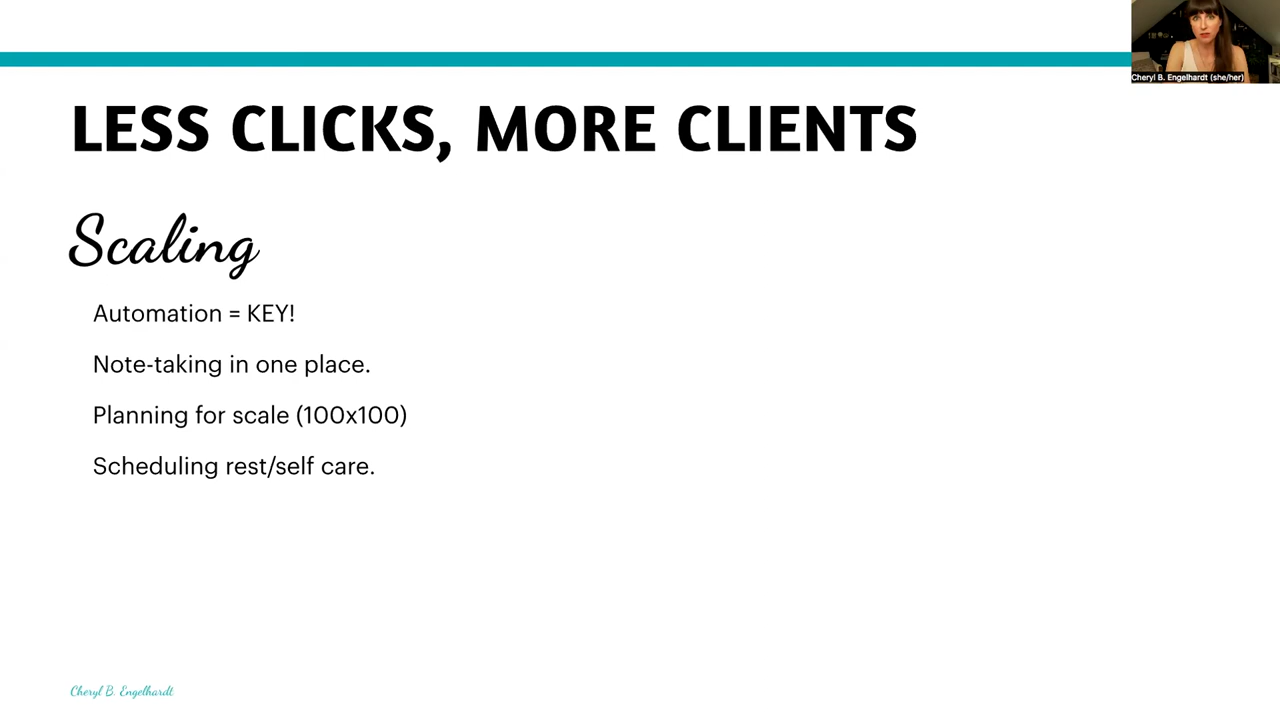 Cheryl B. Engelhardt (she/her)
LESS CLICKS, MORE CLIENTS
Scaling
Automation = KEY!
Note-taking in one place.
Planning for scale (100x100)
Scheduling rest/self care.
Cheryl B. Engelhardt